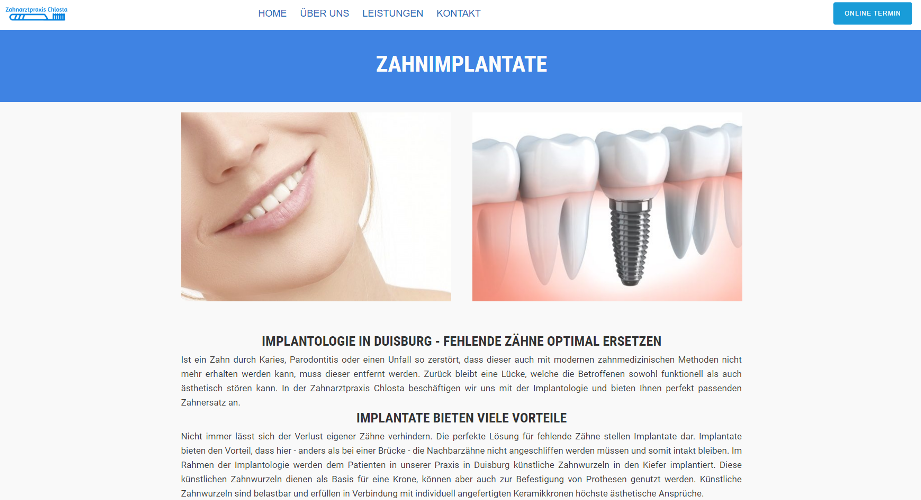 Zahnarztpraxis Chlosta
HOME ÜBER UNS LEISTUNGEN KONTAKT
ONLINE TERMIN
ZAHNIMPLANTATE
IMPLANTOLOGIE IN DUISBURG - FEHLENDE ZÄHNE OPTIMAL ERSETZEN
Ist ein Zahn durch Karies, Parodontitis oder einen Unfall so zerstört, dass dieser auch mit modernen zahnmedizinischen Methoden nicht
mehr erhalten werden kann, muss dieser entfernt werden. Zurück bleibt eine Lücke, welche die Betroffenen sowohl funktionell als auch
ästhetisch stören kann. In der Zahnarztpraxis Chlosta beschäftigen wir uns mit der Implantologie und bieten Ihnen perfekt passenden
Zahnersatz an.
IMPLANTATE BIETEN VIELE VORTEILE
Nicht immer lässt sich der Verlust eigener Zähne verhindern. Die perfekte Lösung für fehlende Zähne stellen Implantate dar. Implantate
bieten den Vorteil, dass hier - anders als bei einer Brücke - die Nachbarzähne nicht angeschliffen werden müssen und somit intakt bleiben. Im
Rahmen der Implantologie werden dem Patienten in unserer Praxis in Duisburg künstliche Zahnwurzeln in den Kiefer implantiert. Diese
künstlichen Zahnwurzeln dienen als Basis für eine Krone, können aber auch zur Befestigung von Prothesen genutzt werden. Künstliche
Zahnwurzeln sind belastbar und erfüllen in Verbindung mit individuell angefertigten Keramikkronen höchste ästhetische Ansprüche.